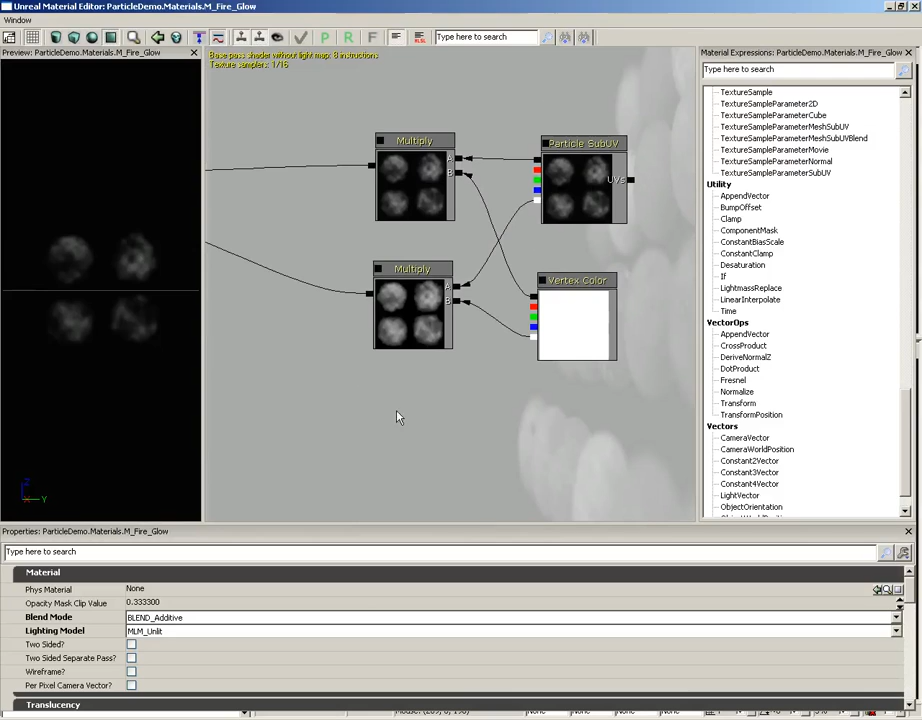 Unreal Material Editor: ParticleDemo.Materials.M_Fire_Glow
Window
P
R
F
Type here to search
Preview: ParticleDemo.Materials.M_Fire_Glow
Base pass shader without light map: 8 instructions
Texture samplers: 1/16
Multiply
A
B
Particle SubUV
UVs
Multiply
A
B
Vertex Color
Z
X
Y
Material Expressions: ParticleDemo.Materials.M_Fire_Glow
Type here to search
TextureSample
TextureSampleParameter2D
TextureSampleParameterCube
TextureSampleParameterMeshSubUV
TextureSampleParameterMeshSubUVBlend
TextureSampleParameterMovie
TextureSampleParameterNormal
TextureSampleParameterSubUV
Utility
AppendVector
BumpOffset
Clamp
ComponentMask
ConstantBiasScale
ConstantClamp
Desaturation
If
LightmassReplace
LinearInterpolate
Time
VectorOps
AppendVector
CrossProduct
DeriveNormalZ
DotProduct
Fresnel
Normalize
Transform
TransformPosition
Vectors
CameraVector
CameraWorldPosition
Constant2Vector
Constant3Vector
Constant4Vector
LightVector
ObjectOrientation
Properties: ParticleDemo.Materials.M_Fire_Glow
Type here to search
Material
Phys Material None
Opacity Mask Clip Value 0.333300
Blend Mode BLEND_Additive
Lighting Model MLM_Unlit
Two Sided?
Two Sided Separate Pass?
Wireframe?
Per Pixel Camera Vector?
Translucency